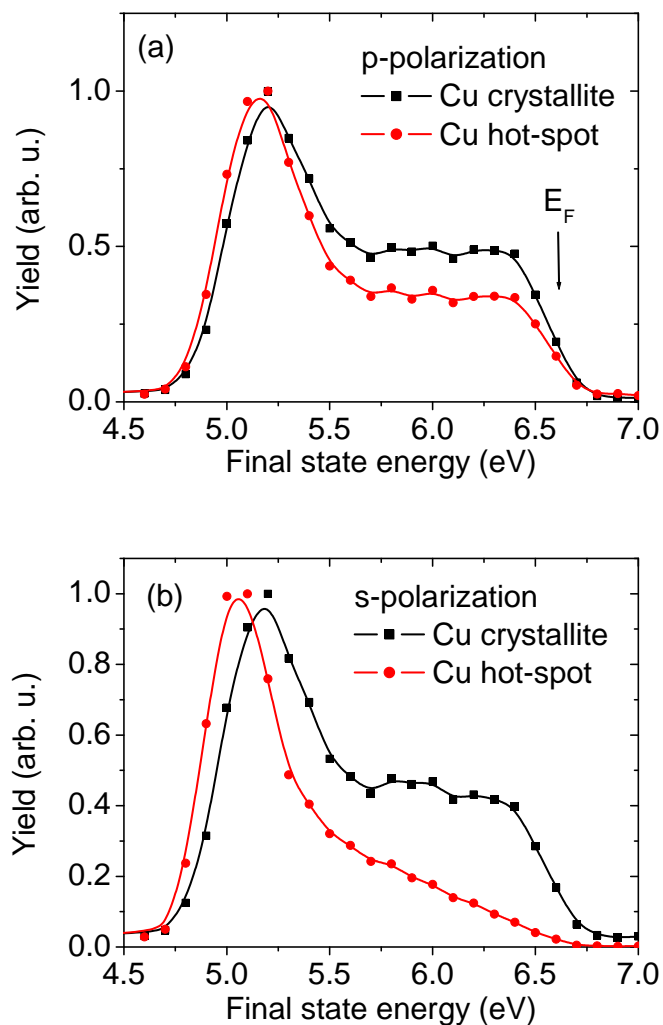 (a)
p-polarization
Cu crystallite
Cu hot-spot
E_F
1.0
0.5
0.0
Yield (arb. u.)
4.5 5.0 5.5 6.0 6.5 7.0
Final state energy (eV)
(b)
s-polarization
Cu crystallite
Cu hot-spot
1.0
0.8
0.6
0.4
0.2
0.0
Yield (arb. u.)
4.5 5.0 5.5 6.0 6.5 7.0
Final state energy (eV)